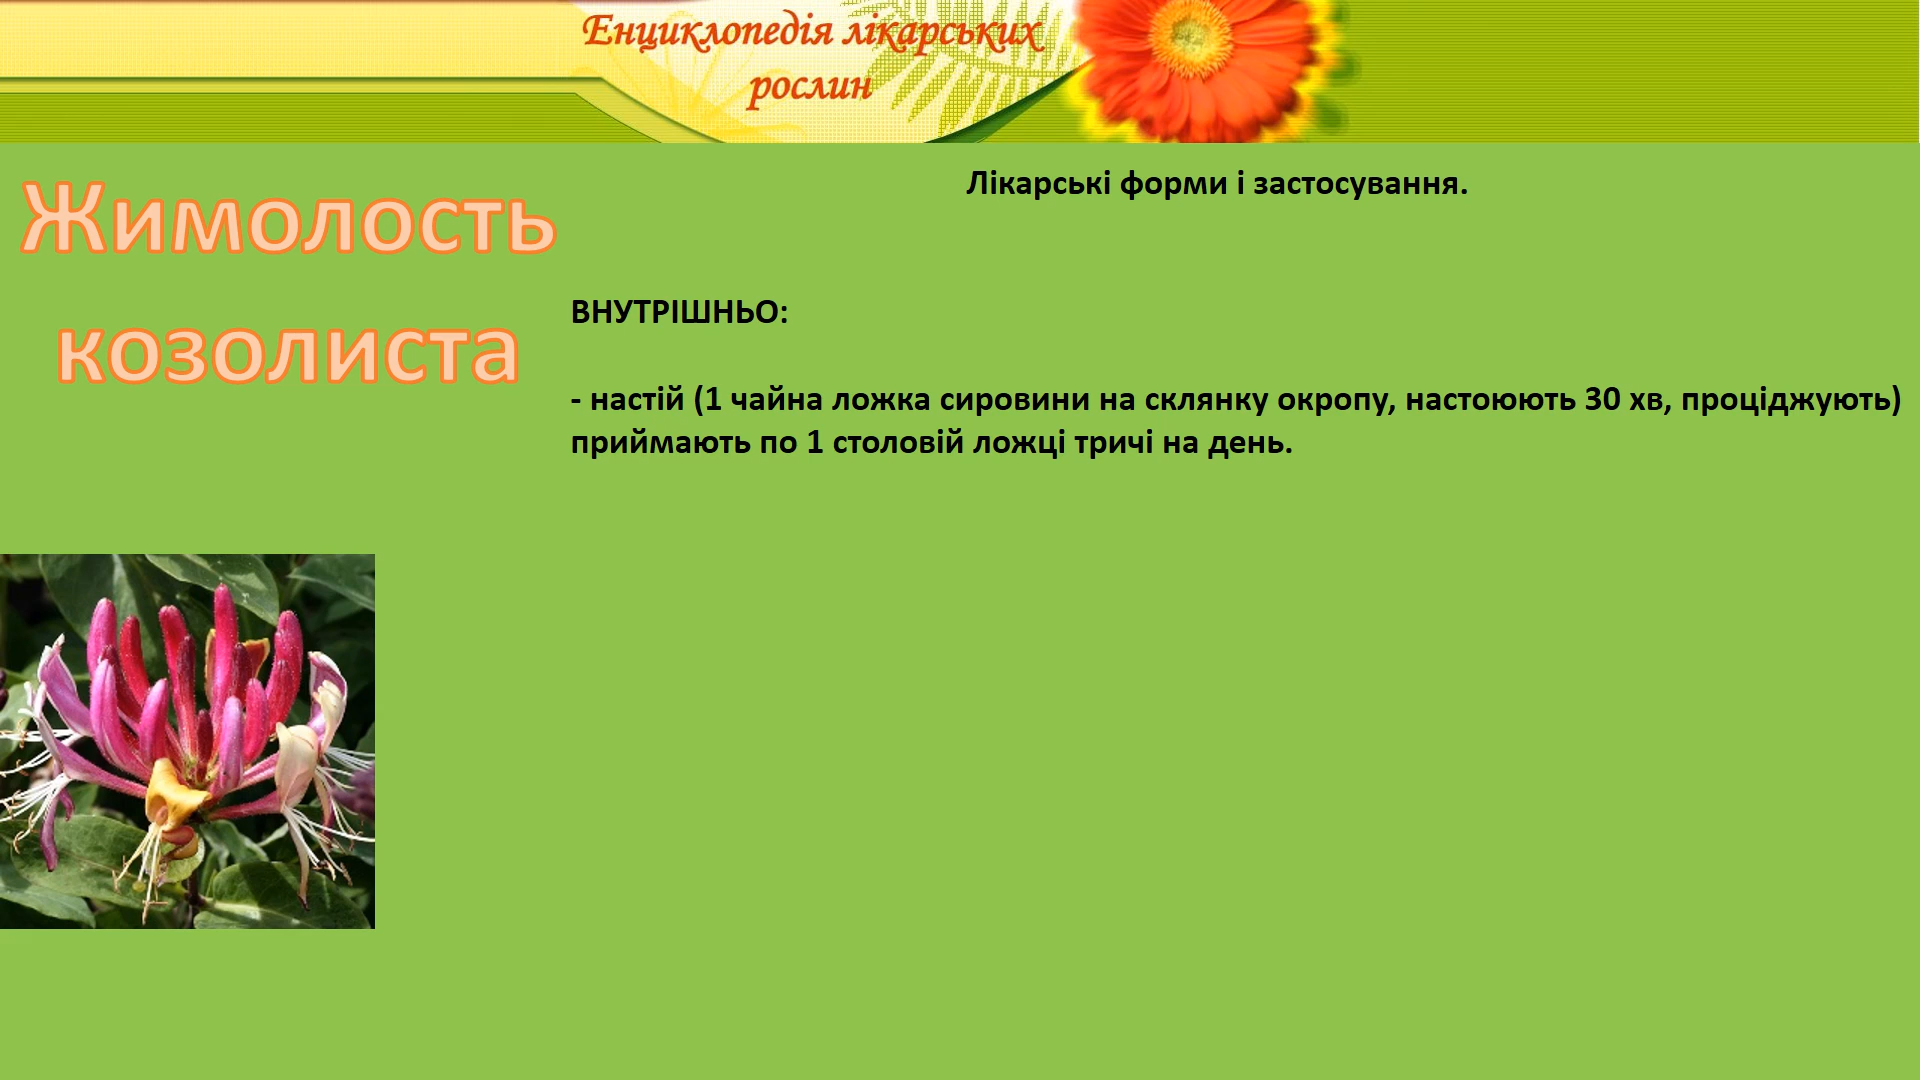 Енциклопедія лікарських
рослин
Жимолость
козолиста
Лікарські форми і застосування.
ВНУТРІШНЬО:
- настій (1 чайна ложка сировини на склянку окропу, настоюють 30 хв, проціджують)
приймають по 1 столовій ложці тричі на день.